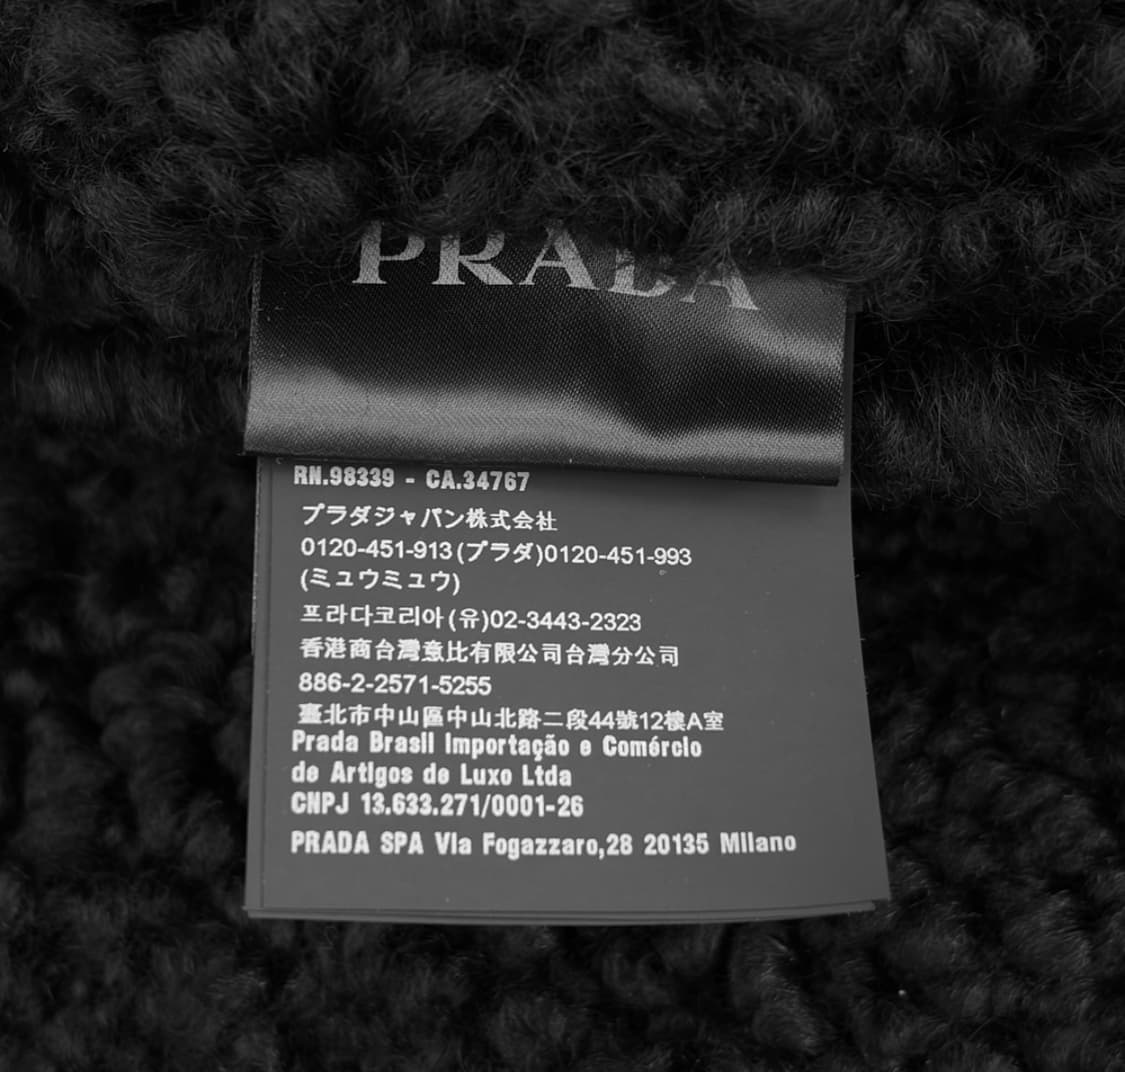 PRADA
RN.98339 - CA.34767
プラダジャパン株式会社
0120-451-913(プラダ)0120-451-993
(ミュウミュウ)
프라다코리아(유)02-3443-2323
香港商台灣意比有限公司台灣分公司
886-2-2571-5255
臺北市中山區中山北路二段44號12樓A室
Prada Brasil Importação e Comércio
de Artigos de Luxo Ltda
CNPJ 13.633.271/0001-26
PRADA SPA Via Fogazzaro,28 20135 Milano